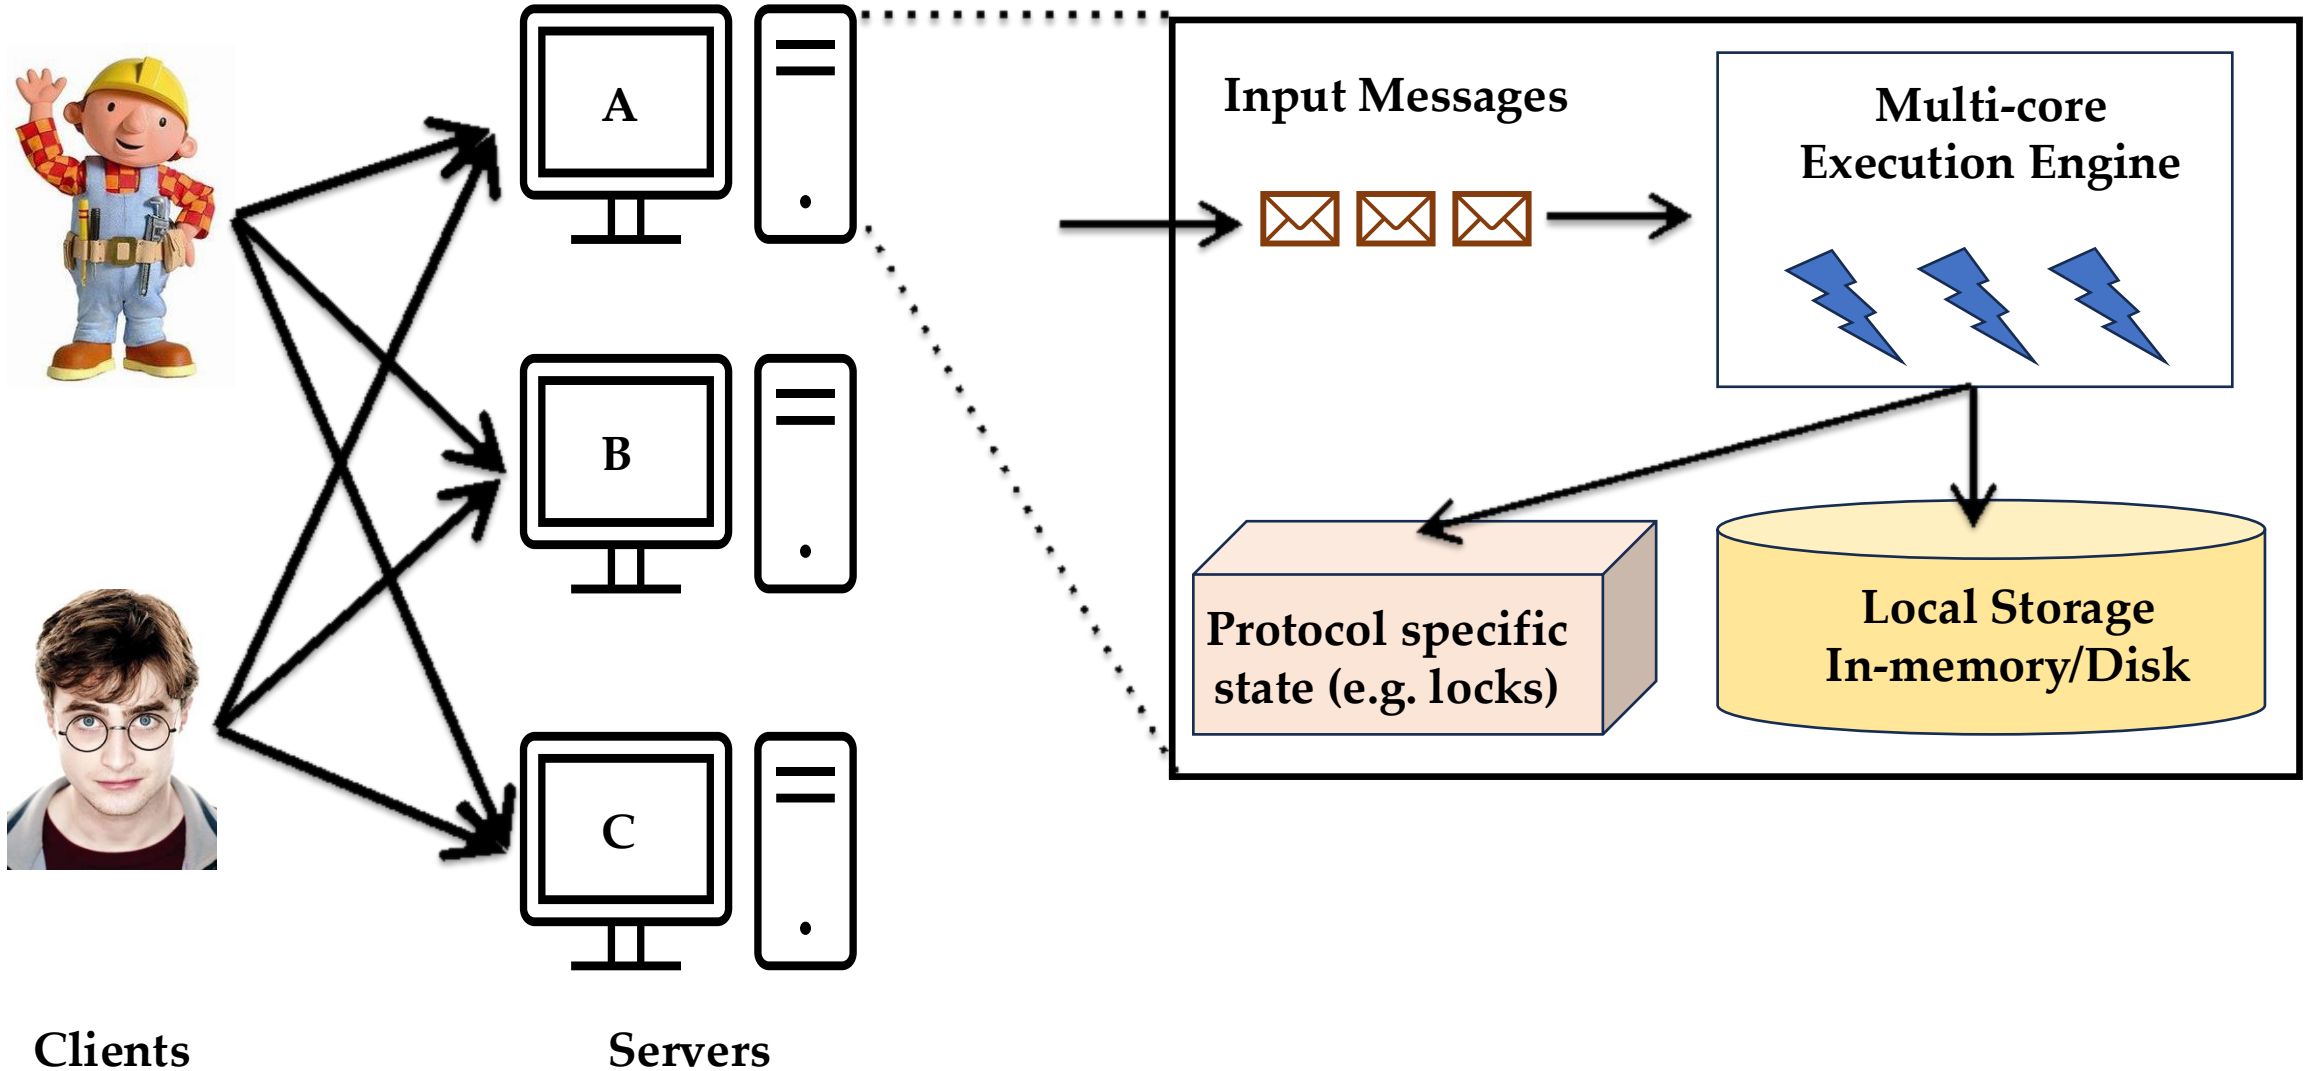 A
B
C
Clients
Servers
Input Messages
Multi-core
Execution Engine
Protocol specific
state (e.g. locks)
Local Storage
In-memory/Disk